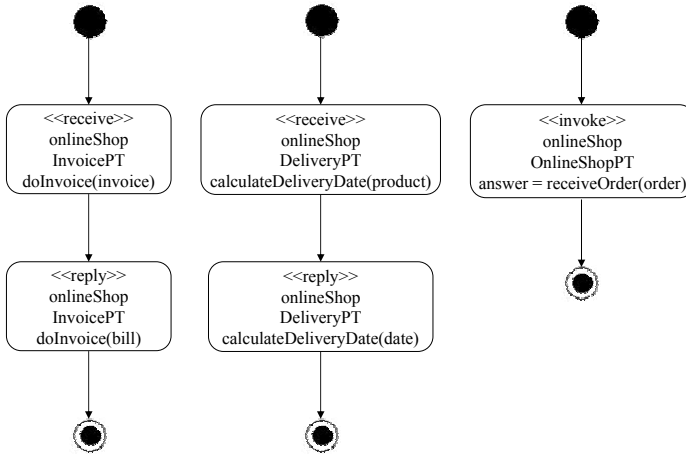 <<receive>>
onlineShop
InvoicePT
doInvoice(invoice)
<<reply>>
onlineShop
InvoicePT
doInvoice(bill)
<<receive>>
onlineShop
DeliveryPT
calculateDeliveryDate(product)
<<reply>>
onlineShop
DeliveryPT
calculateDeliveryDate(date)
<<invoke>>
onlineShop
OnlineShopPT
answer = receiveOrder(order)